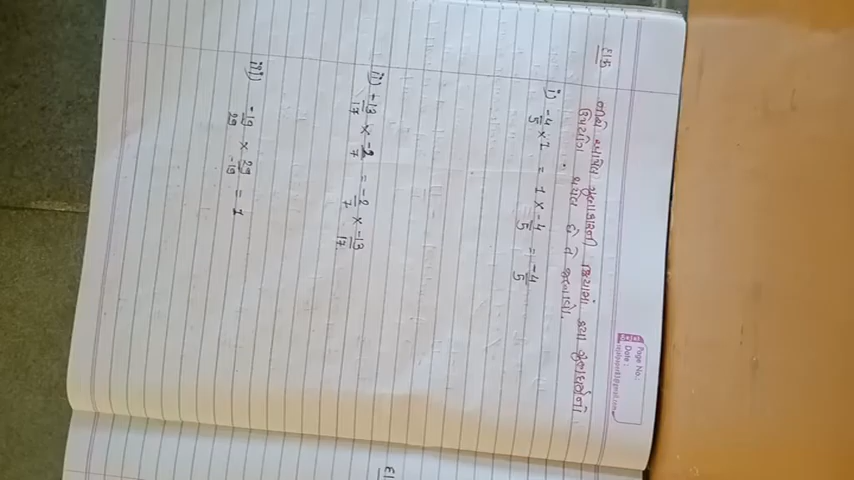 Page No.:
Date:
દાખ
નીચે આપેલ ગુણાકારની ક્રિયામાં કયા ગુણધર્મનો
ઉપયોગ થયેલ છે તે જણાવો.
i) -4/5 × 1 = 1 × -4/5 = -4/5
ii) -13/17 × -2/7 = -2/7 × -13/17
iii) -19/29 × 29/-19 = 1